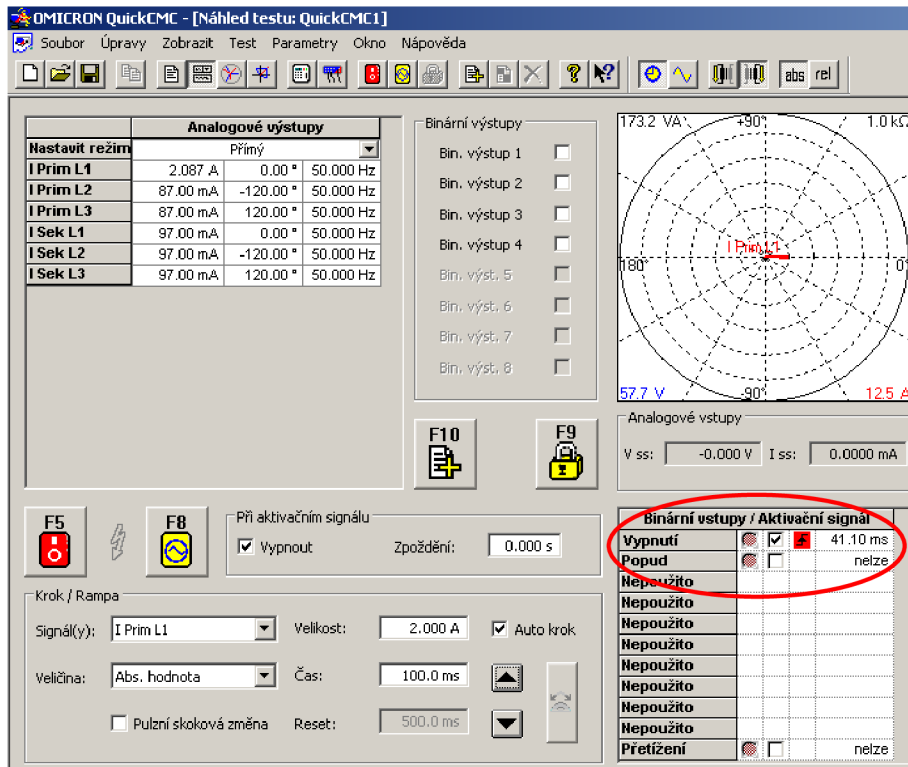 OMICRON QuickCMC - [Náhled testu: QuickCMC1]
Soubor Úpravy Zobrazit Test Parametry Okno Nápověda
abs rel
Analogové výstupy
Nastavit režim Přímý
I Prim L1 2.087 A 0.00 ° 50.000 Hz
I Prim L2 87.00 mA -120.00 ° 50.000 Hz
I Prim L3 87.00 mA 120.00 ° 50.000 Hz
I Sek L1 97.00 mA 0.00 ° 50.000 Hz
I Sek L2 97.00 mA -120.00 ° 50.000 Hz
I Sek L3 97.00 mA 120.00 ° 50.000 Hz
Binární výstupy
Bin. výstup 1
Bin. výstup 2
Bin. výstup 3
Bin. výstup 4
Bin. výst. 5
Bin. výst. 6
Bin. výst. 7
Bin. výst. 8
173.2 VA +90° 1.0 kΩ
I Prim L1
180° 0°
57.7 V -90° 12.5 A
F10 F9
Analogové vstupy
V ss: -0.000 V I ss: 0.0000 mA
F5 F8
Při aktivačním signálu
Vypnout Zpoždění: 0.000 s
Krok / Rampa
Signál(y): I Prim L1 Velikost: 2.000 A Auto krok
Veličina: Abs. hodnota Čas: 100.0 ms
Pulzní skoková změna Reset: 500.0 ms
Binární vstupy / Aktivační signál
Vypnutí 41.10 ms
Popud nelze
Nepoužito
Nepoužito
Nepoužito
Nepoužito
Nepoužito
Nepoužito
Nepoužito
Nepoužito
Přetížení nelze